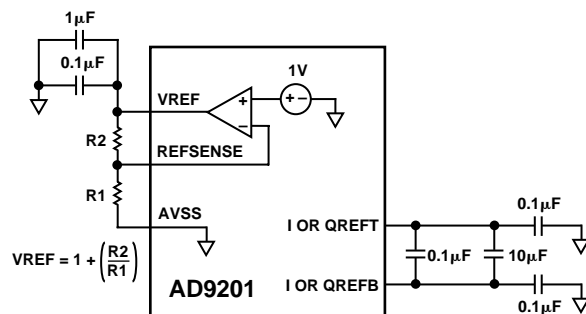 1µF
0.1µF
1V
VREF
+
−
+ −
R2
REFSENSE
R1
AVSS
VREF = 1 + (R2/R1)
AD9201
I OR QREFT
I OR QREFB
0.1µF
0.1µF
10µF
0.1µF